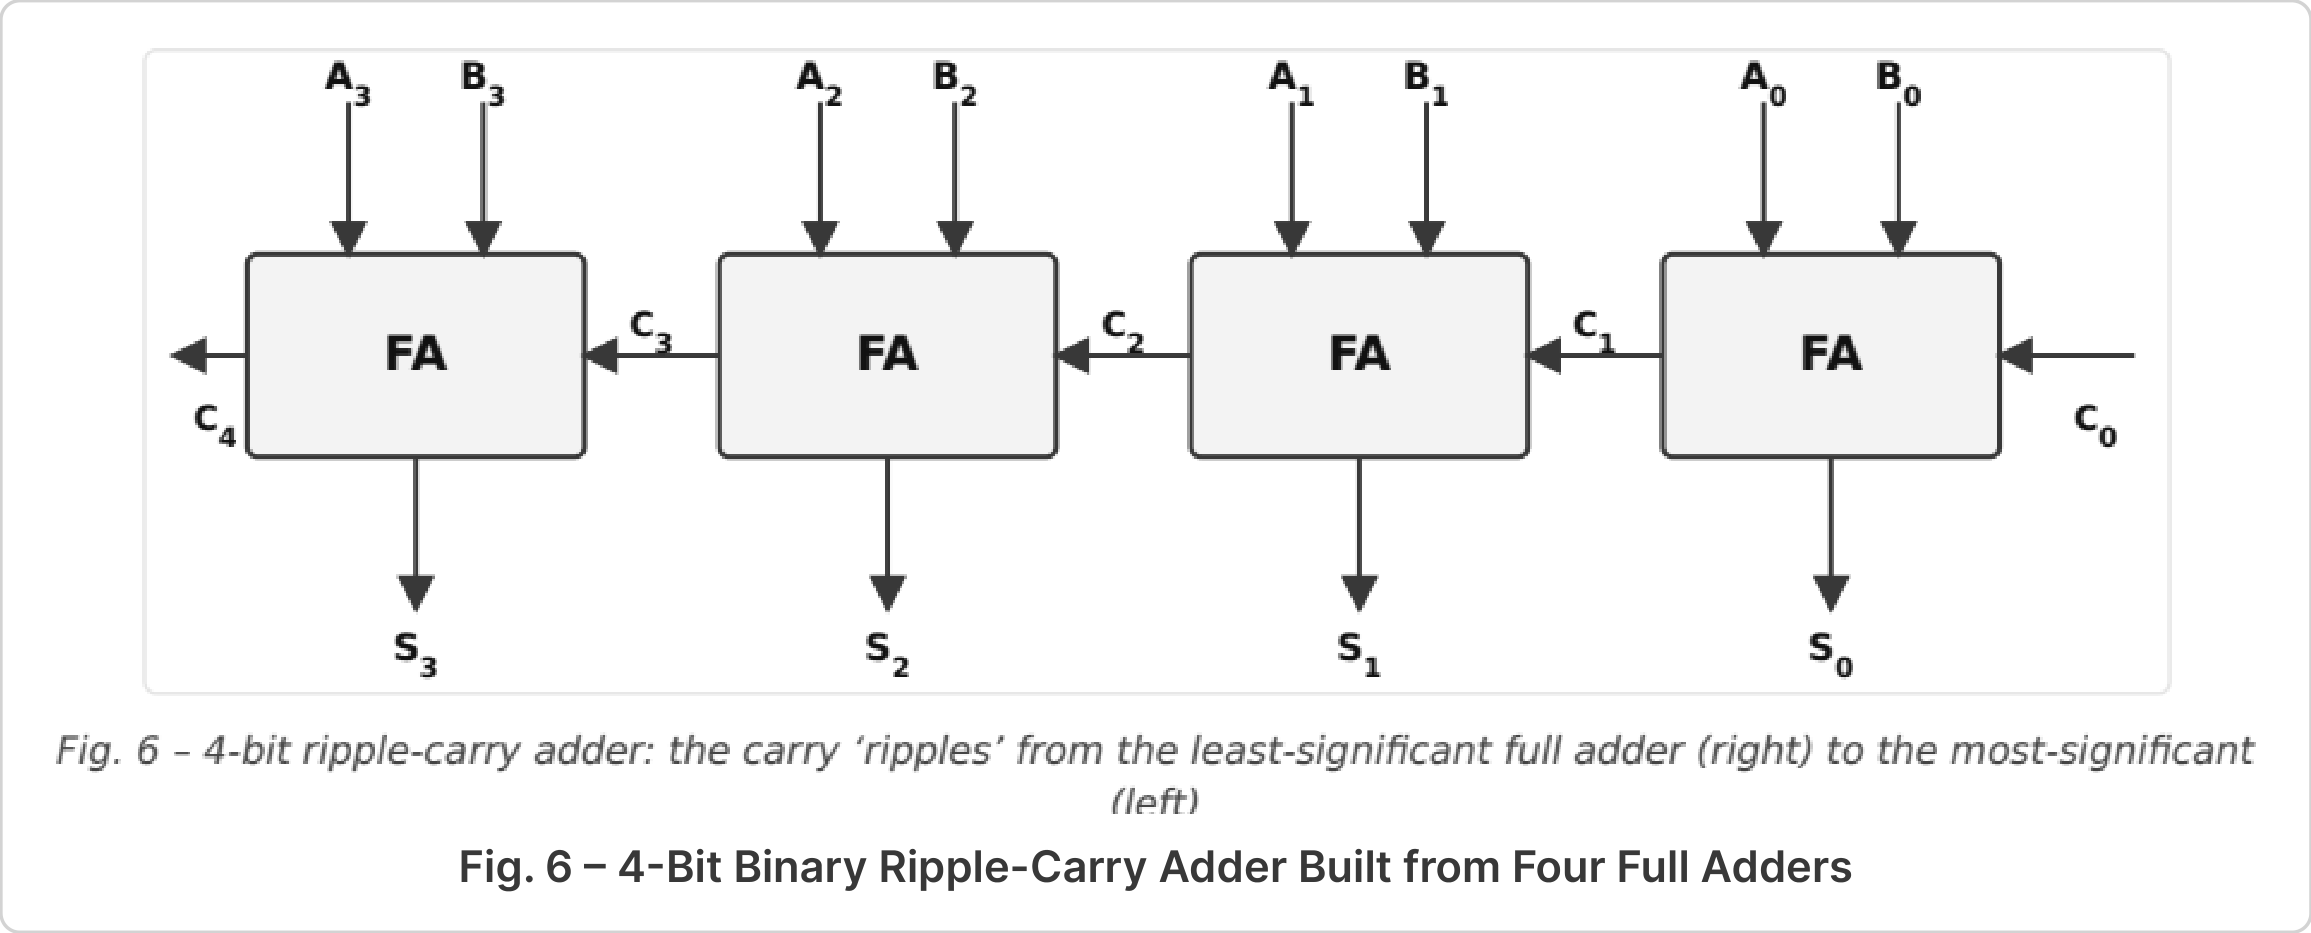 A₃ B₃ A₂ B₂ A₁ B₁ A₀ B₀
FA C₃ FA C₂ FA C₁ FA
C₄ C₀
S₃ S₂ S₁ S₀
Fig. 6 – 4-bit ripple-carry adder: the carry ‘ripples’ from the least-significant full adder (right) to the most-significant
(left)
Fig. 6 – 4-Bit Binary Ripple-Carry Adder Built from Four Full Adders